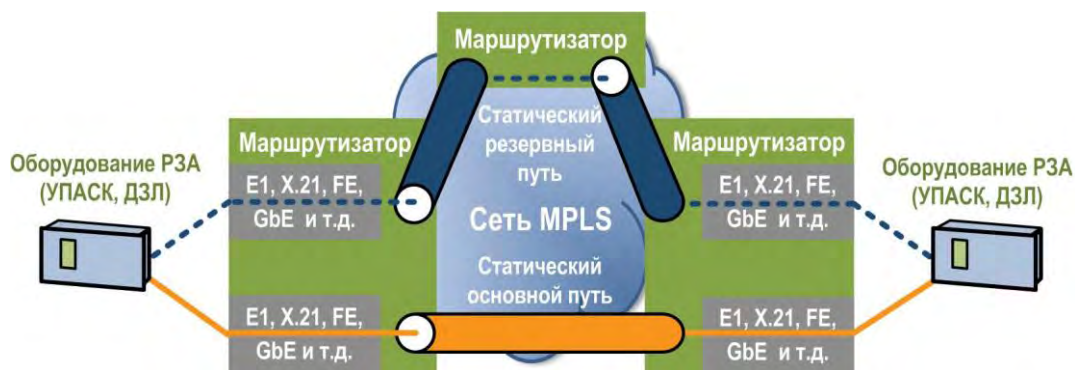 Маршрутизатор
Статический
резервный
путь
Маршрутизатор
Маршрутизатор
Оборудование РЗА
(УПАСК, ДЗЛ)
E1, X.21, FE,
GbE и т.д.
E1, X.21, FE,
GbE и т.д.
Оборудование РЗА
(УПАСК, ДЗЛ)
Сеть MPLS
Статический
основной путь
E1, X.21, FE,
GbE и т.д.
E1, X.21, FE,
GbE и т.д.